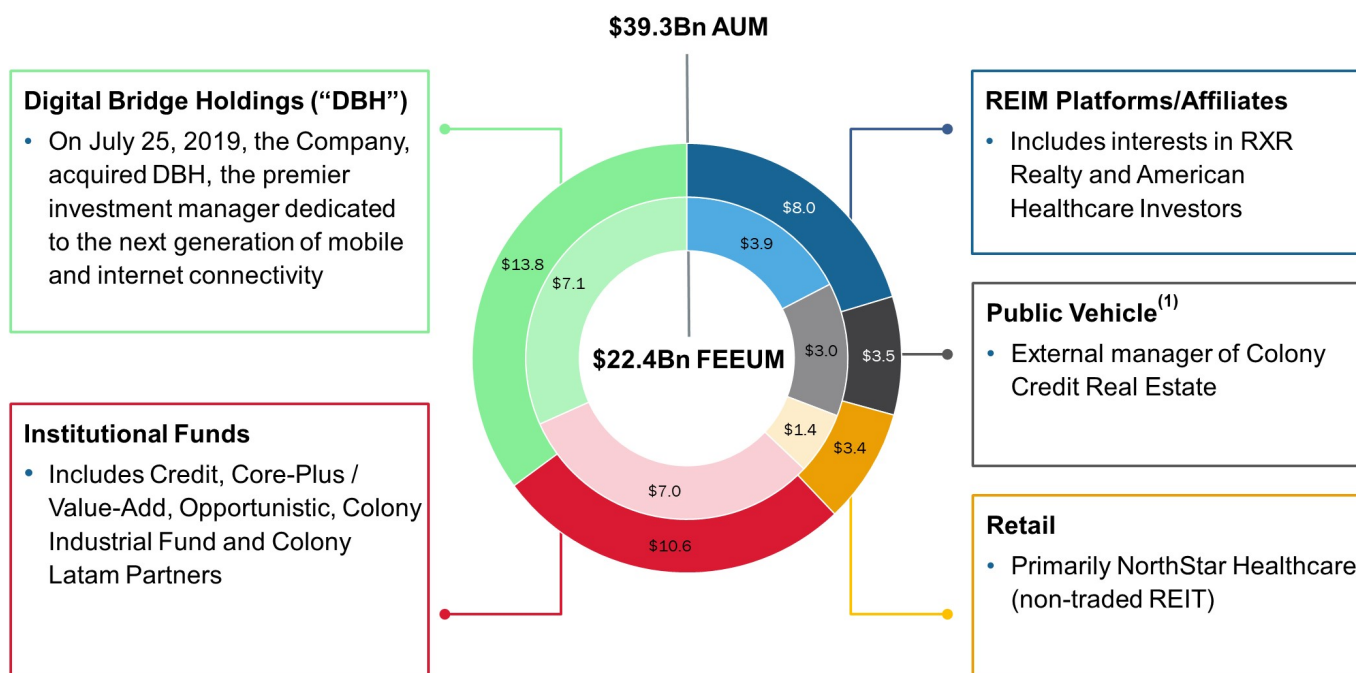 $39.3Bn AUM
Digital Bridge Holdings (“DBH”)
• On July 25, 2019, the Company,
acquired DBH, the premier
investment manager dedicated
to the next generation of mobile
and internet connectivity
REIM Platforms/Affiliates
• Includes interests in RXR
Realty and American
Healthcare Investors
$8.0
$3.9
$13.8
$7.1
Public Vehicle(1)
• External manager of Colony
Credit Real Estate
$3.0
$3.5
$22.4Bn FEEUM
Institutional Funds
• Includes Credit, Core-Plus /
Value-Add, Opportunistic, Colony
Industrial Fund and Colony
Latam Partners
$1.4
$3.4
$7.0
$10.6
Retail
• Primarily NorthStar Healthcare
(non-traded REIT)